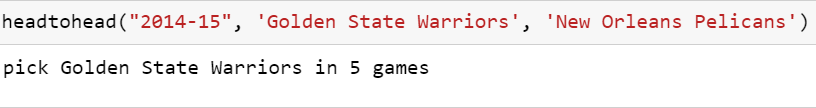 headtohead("2014-15", 'Golden State Warriors', 'New Orleans Pelicans')
pick Golden State Warriors in 5 games